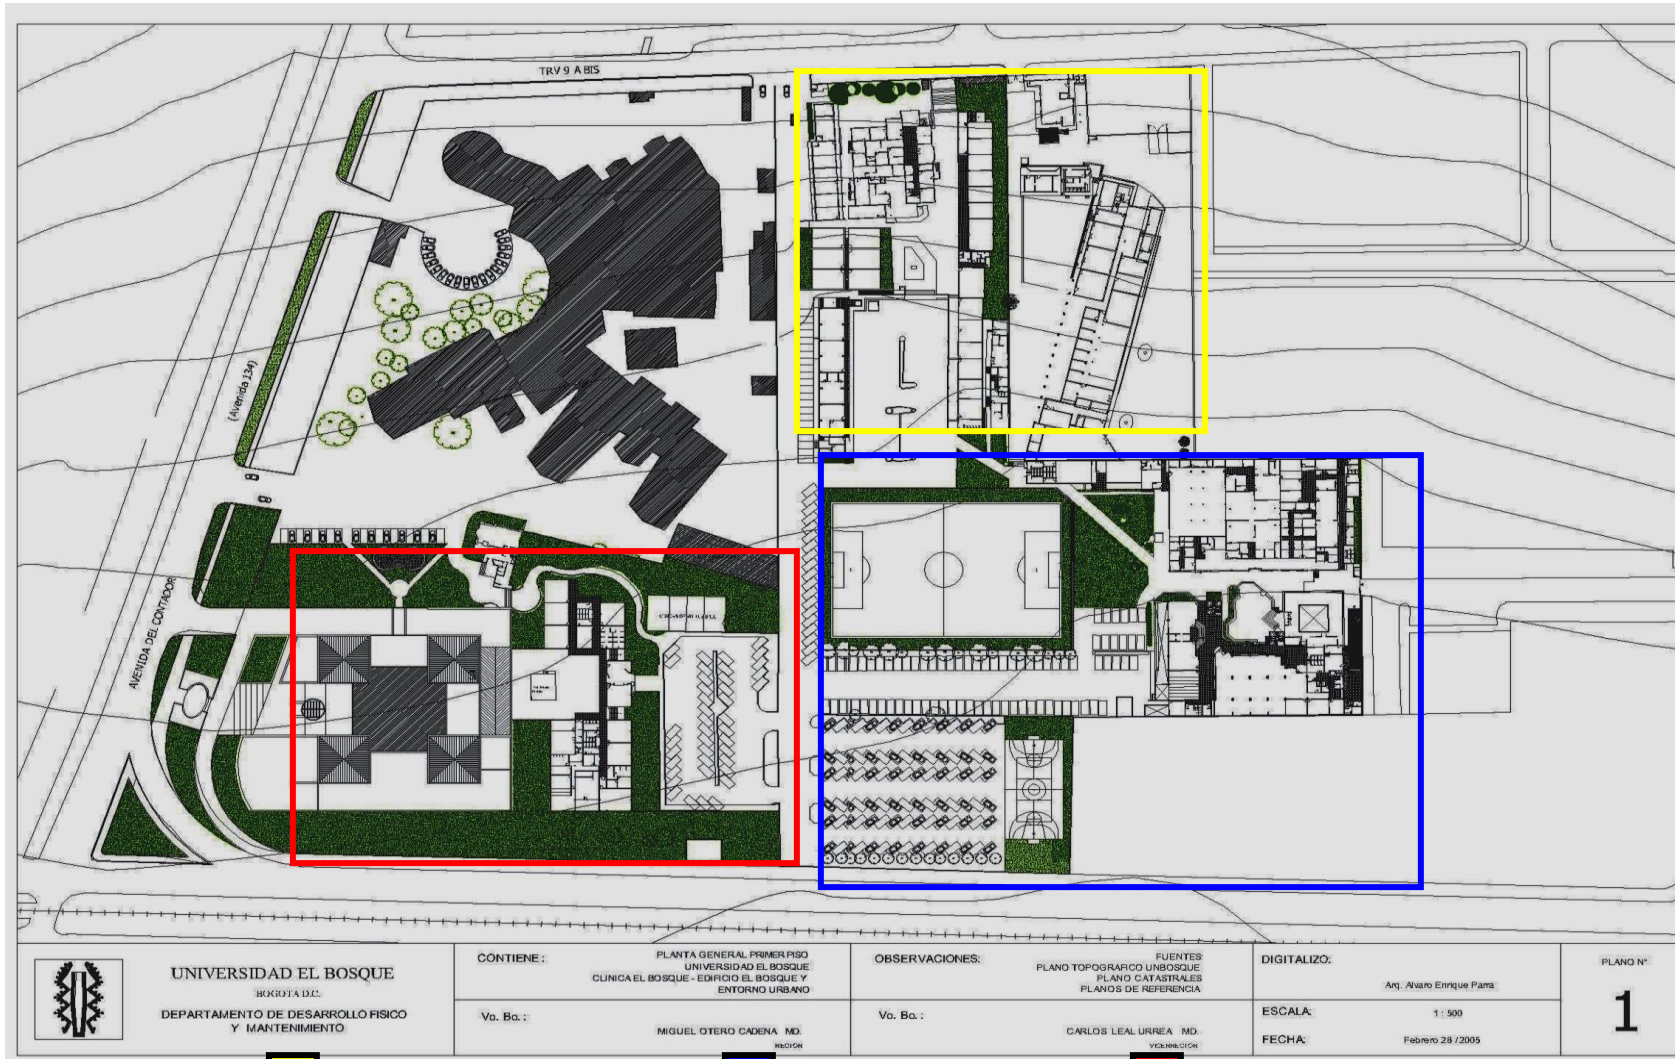 TRV 9 A BIS
(Avenida 134)
AVENIDA DEL CONTADOR
UNIVERSIDAD EL BOSQUE
BOGOTA D.C.
DEPARTAMENTO DE DESARROLLO FISICO
Y MANTENIMIENTO
CONTIENE:
PLANTA GENERAL PRIMER PISO
UNIVERSIDAD EL BOSQUE
CLINICA EL BOSQUE - EDIFICIO EL BOSQUE Y
ENTORNO URBANO
Vo. Bo. :
MIGUEL OTERO CADENA MD.
RECTOR
OBSERVACIONES:
FUENTES
PLANO TOPOGRAFICO UNBOSQUE
PLANO CATASTRALES
PLANOS DE REFERENCIA
Vo. Bo. :
CARLOS LEAL URREA MD.
VICERRECTOR
DIGITALIZO:
Arq. Alvaro Enrique Parra
ESCALA:
1 : 500
FECHA:
Febrero 28 / 2005
PLANO N°
1